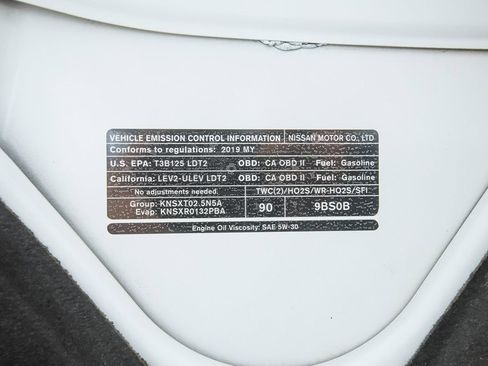 VEHICLE EMISSION CONTROL INFORMATION NISSAN MOTOR CO., LTD
Conforms to regulations: 2019 MY
U.S. EPA: T3B125 LDT2 OBD: CA OBD II Fuel: Gasoline
California: LEV2-ULEV LDT2 OBD: CA OBD II Fuel: Gasoline
No adjustments needed. TWC(2)/HO2S/WR-HO2S/SFI
Group: KNSXT02.5N5A
Evap: KNSXR0132PBA
90 9BS0B
Engine Oil Viscosity: SAE 5W-30